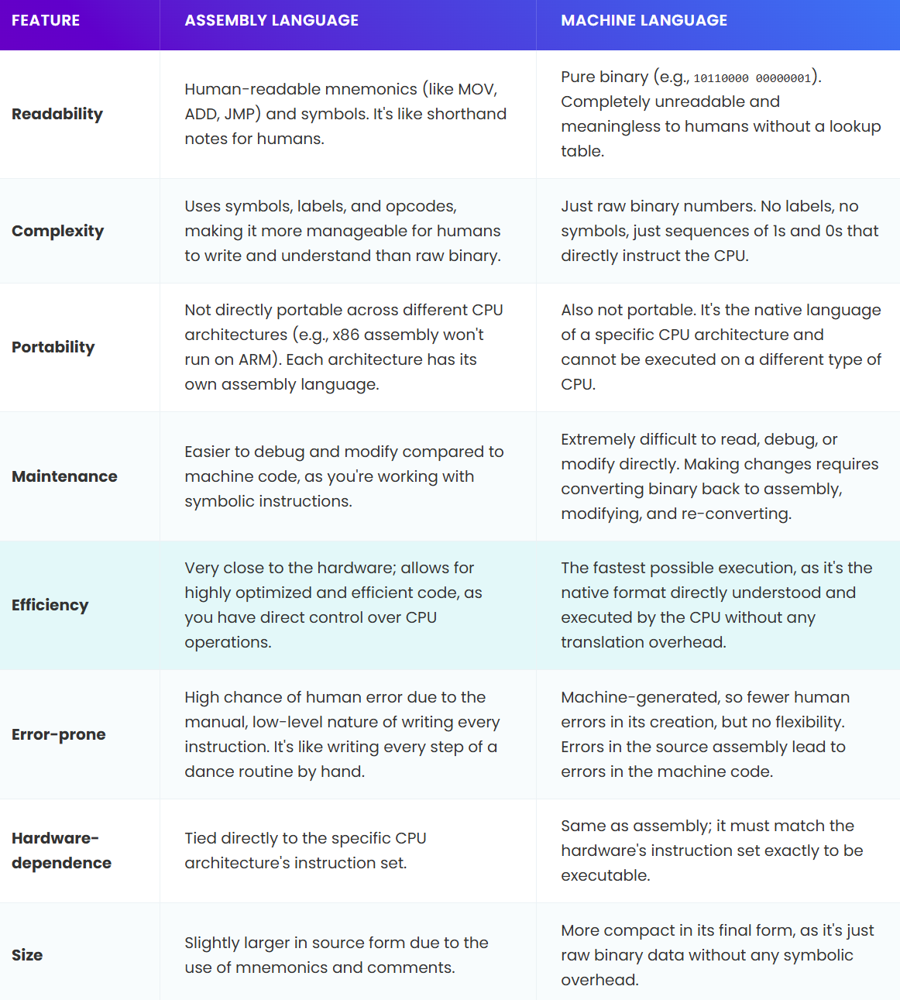 FEATURE
ASSEMBLY LANGUAGE
MACHINE LANGUAGE
Readability
Human-readable mnemonics (like MOV,
ADD, JMP) and symbols. It's like shorthand
notes for humans.
Pure binary (e.g., 10110000 00000001).
Completely unreadable and
meaningless to humans without a lookup
table.
Complexity
Uses symbols, labels, and opcodes,
making it more manageable for humans
to write and understand than raw binary.
Just raw binary numbers. No labels, no
symbols, just sequences of 1s and 0s that
directly instruct the CPU.
Portability
Not directly portable across different CPU
architectures (e.g., x86 assembly won't
run on ARM). Each architecture has its
own assembly language.
Also not portable. It's the native language
of a specific CPU architecture and
cannot be executed on a different type of
CPU.
Maintenance
Easier to debug and modify compared to
machine code, as you're working with
symbolic instructions.
Extremely difficult to read, debug, or
modify directly. Making changes requires
converting binary back to assembly,
modifying, and re-converting.
Efficiency
Very close to the hardware; allows for
highly optimized and efficient code, as
you have direct control over CPU
operations.
The fastest possible execution, as it's the
native format directly understood and
executed by the CPU without any
translation overhead.
Error-prone
High chance of human error due to the
manual, low-level nature of writing every
instruction. It's like writing every step of a
dance routine by hand.
Machine-generated, so fewer human
errors in its creation, but no flexibility.
Errors in the source assembly lead to
errors in the machine code.
Hardware-
dependence
Tied directly to the specific CPU
architecture's instruction set.
Same as assembly; it must match the
hardware's instruction set exactly to be
executable.
Size
Slightly larger in source form due to the
use of mnemonics and comments.
More compact in its final form, as it's just
raw binary data without any symbolic
overhead.